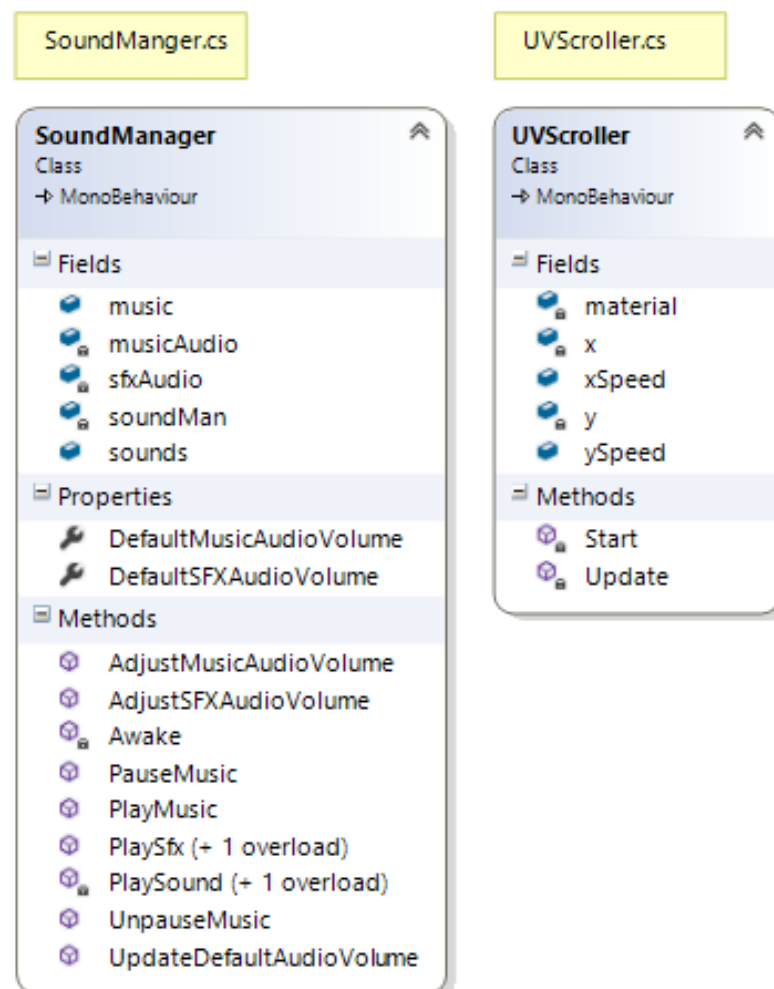 SoundManger.cs
SoundManager
Class
MonoBehaviour
Fields
music
musicAudio
sfxAudio
soundMan
sounds
Properties
DefaultMusicAudioVolume
DefaultSFXAudioVolume
Methods
AdjustMusicAudioVolume
AdjustSFXAudioVolume
Awake
PauseMusic
PlayMusic
PlaySfx (+ 1 overload)
PlaySound (+ 1 overload)
UnpauseMusic
UpdateDefaultAudioVolume
UVScroller.cs
UVScroller
Class
MonoBehaviour
Fields
material
x
xSpeed
y
ySpeed
Methods
Start
Update